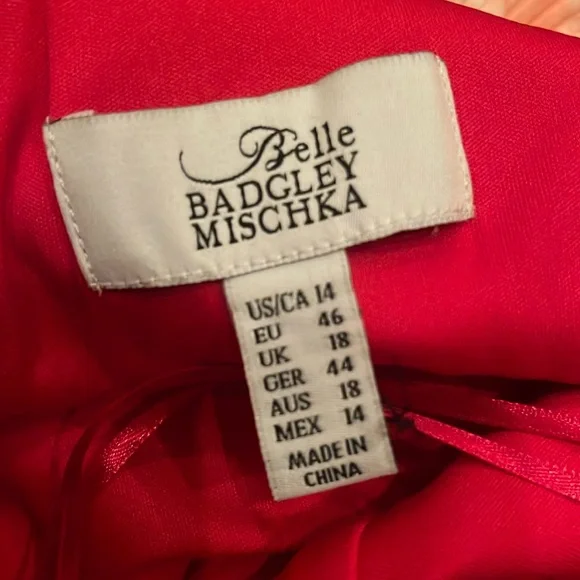 Belle
BADGLEY
MISCHKA
US/CA 14
EU 46
UK 18
GER 44
AUS 18
MEX 14
MADE IN
CHINA